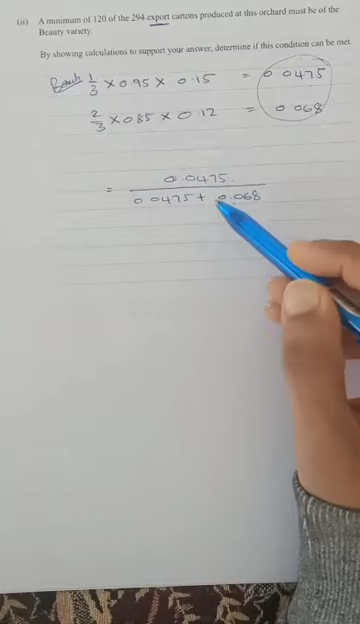 (ii) A minimum of 120 of the 294 export cartons produced at this orchard must be of the
Beauty variety.
By showing calculations to support your answer, determine if this condition can be met.
1/3 × 0.95 × 0.15 = 0.0475
2/3 × 0.85 × 0.12 = 0.068
= 0.0475
0.0475 + 0.068